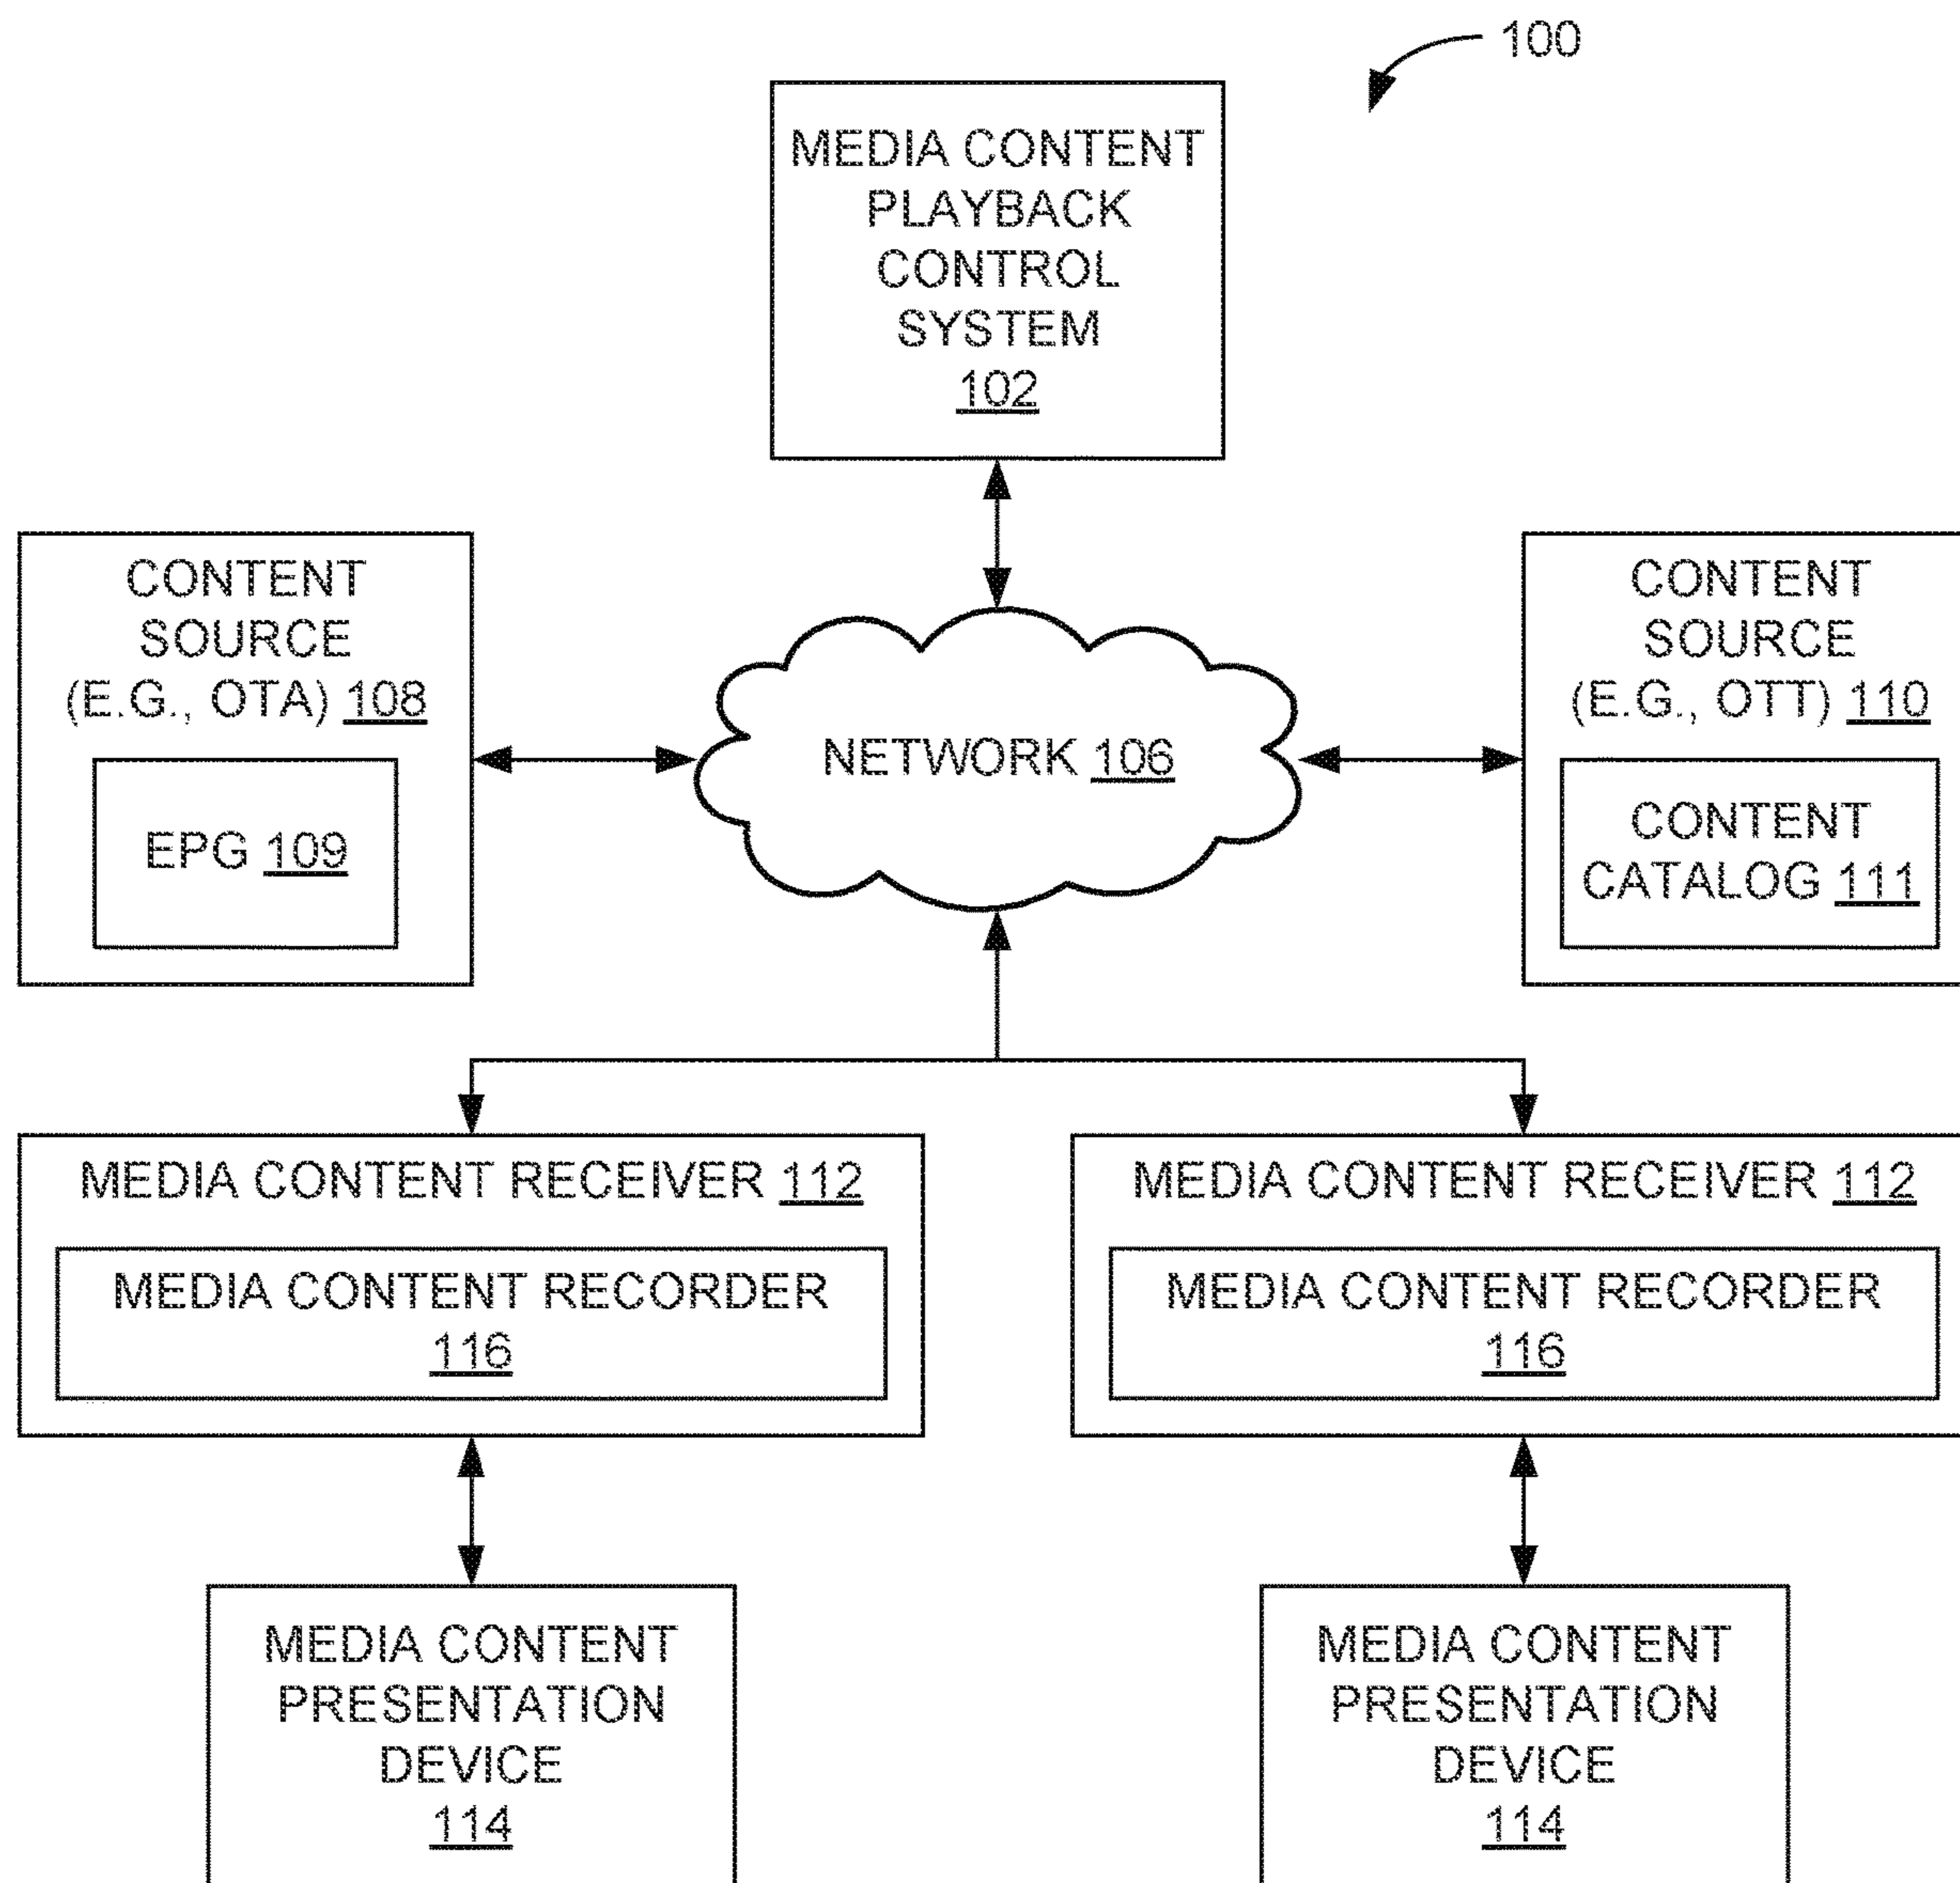 100
MEDIA CONTENT
PLAYBACK
CONTROL
SYSTEM
102
CONTENT
SOURCE
(E.G., OTA) 108
EPG 109
NETWORK 106
CONTENT
SOURCE
(E.G., OTT) 110
CONTENT
CATALOG 111
MEDIA CONTENT RECEIVER 112
MEDIA CONTENT RECORDER
116
MEDIA CONTENT RECEIVER 112
MEDIA CONTENT RECORDER
116
MEDIA CONTENT
PRESENTATION
DEVICE
114
MEDIA CONTENT
PRESENTATION
DEVICE
114